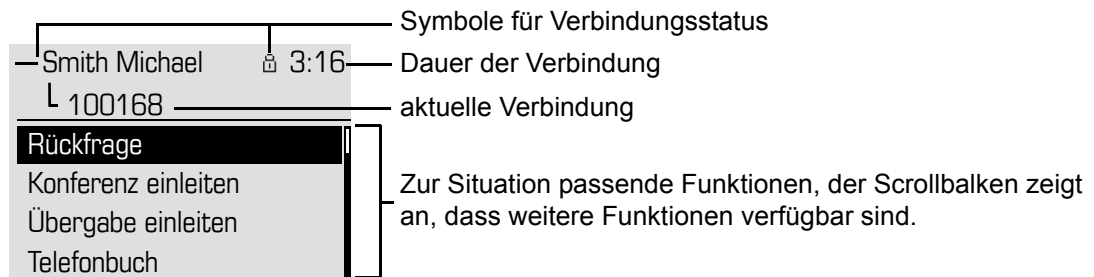 Symbole für Verbindungsstatus
Smith Michael 3:16
Dauer der Verbindung
100168
aktuelle Verbindung
Rückfrage
Konferenz einleiten
Übergabe einleiten
Telefonbuch
Zur Situation passende Funktionen, der Scrollbalken zeigt
an, dass weitere Funktionen verfügbar sind.